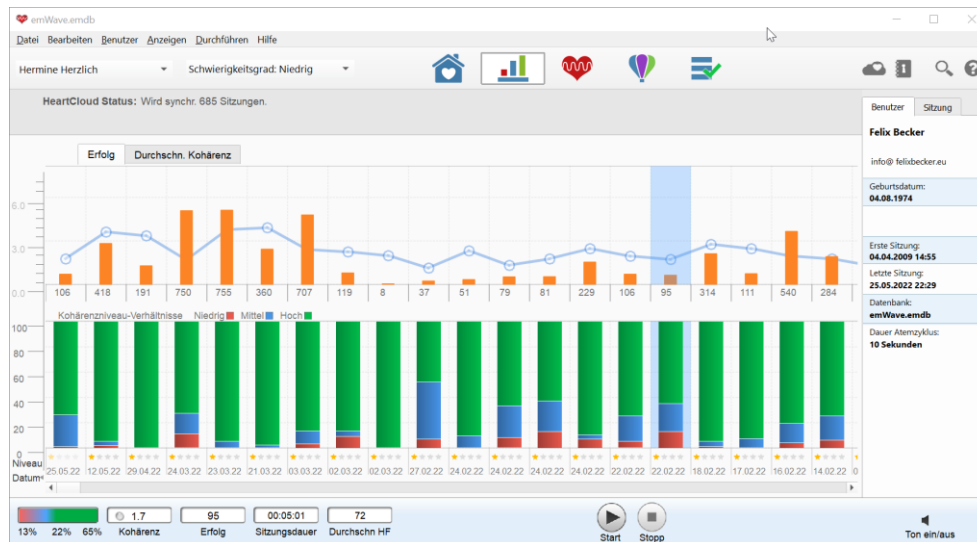 emWave.emdb
Datei Bearbeiten Benutzer Anzeigen Durchführen Hilfe
Hermine Herzlich Schwierigkeitsgrad: Niedrig
HeartCloud Status: Wird synchr. 685 Sitzungen.
Benutzer Sitzung
Felix Becker
info@ felixbecker.eu
Geburtsdatum:
04.08.1974
Erste Sitzung:
04.04.2009 14:55
Letzte Sitzung:
25.05.2022 22:29
Datenbank:
emWave.emdb
Dauer Atemzyklus:
10 Sekunden
Erfolg Durchschn. Kohärenz
6.0
3.0
0.0
106 418 191 750 755 360 707 119 8 37 51 79 81 229 106 95 314 111 540 284
Kohärenzniveau-Verhältnisse Niedrig Mittel Hoch
100
80
60
40
20
0
Niveau
Datum 25.05.22 12.05.22 29.04.22 24.03.22 23.03.22 21.03.22 03.03.22 02.03.22 02.03.22 27.02.22 24.02.22 24.02.22 24.02.22 24.02.22 22.02.22 22.02.22 18.02.22 17.02.22 16.02.22 14.02.22
13% 22% 65%
1.7
Kohärenz
95
Erfolg
00:05:01
Sitzungsdauer
72
Durchschn HF
Start Stopp
Ton ein/aus